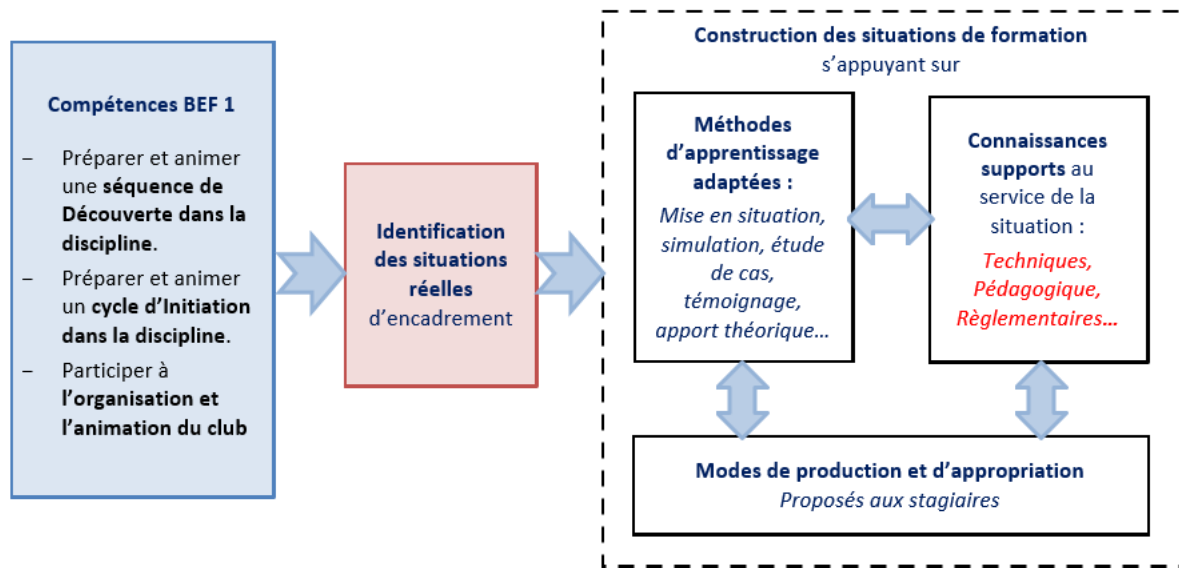 Compétences BEF 1
– Préparer et animer
une séquence de
Découverte dans la
discipline.
– Préparer et animer
un cycle d’Initiation
dans la discipline.
– Participer à
l’organisation et
l’animation du club
Identification
des situations
réelles
d’encadrement
Construction des situations de formation
s’appuyant sur
Méthodes
d’apprentissage
adaptées :
Mise en situation,
simulation, étude
de cas,
témoignage,
apport théorique…
Connaissances
supports au
service de la
situation :
Techniques,
Pédagogique,
Règlementaires…
Modes de production et d’appropriation
Proposés aux stagiaires